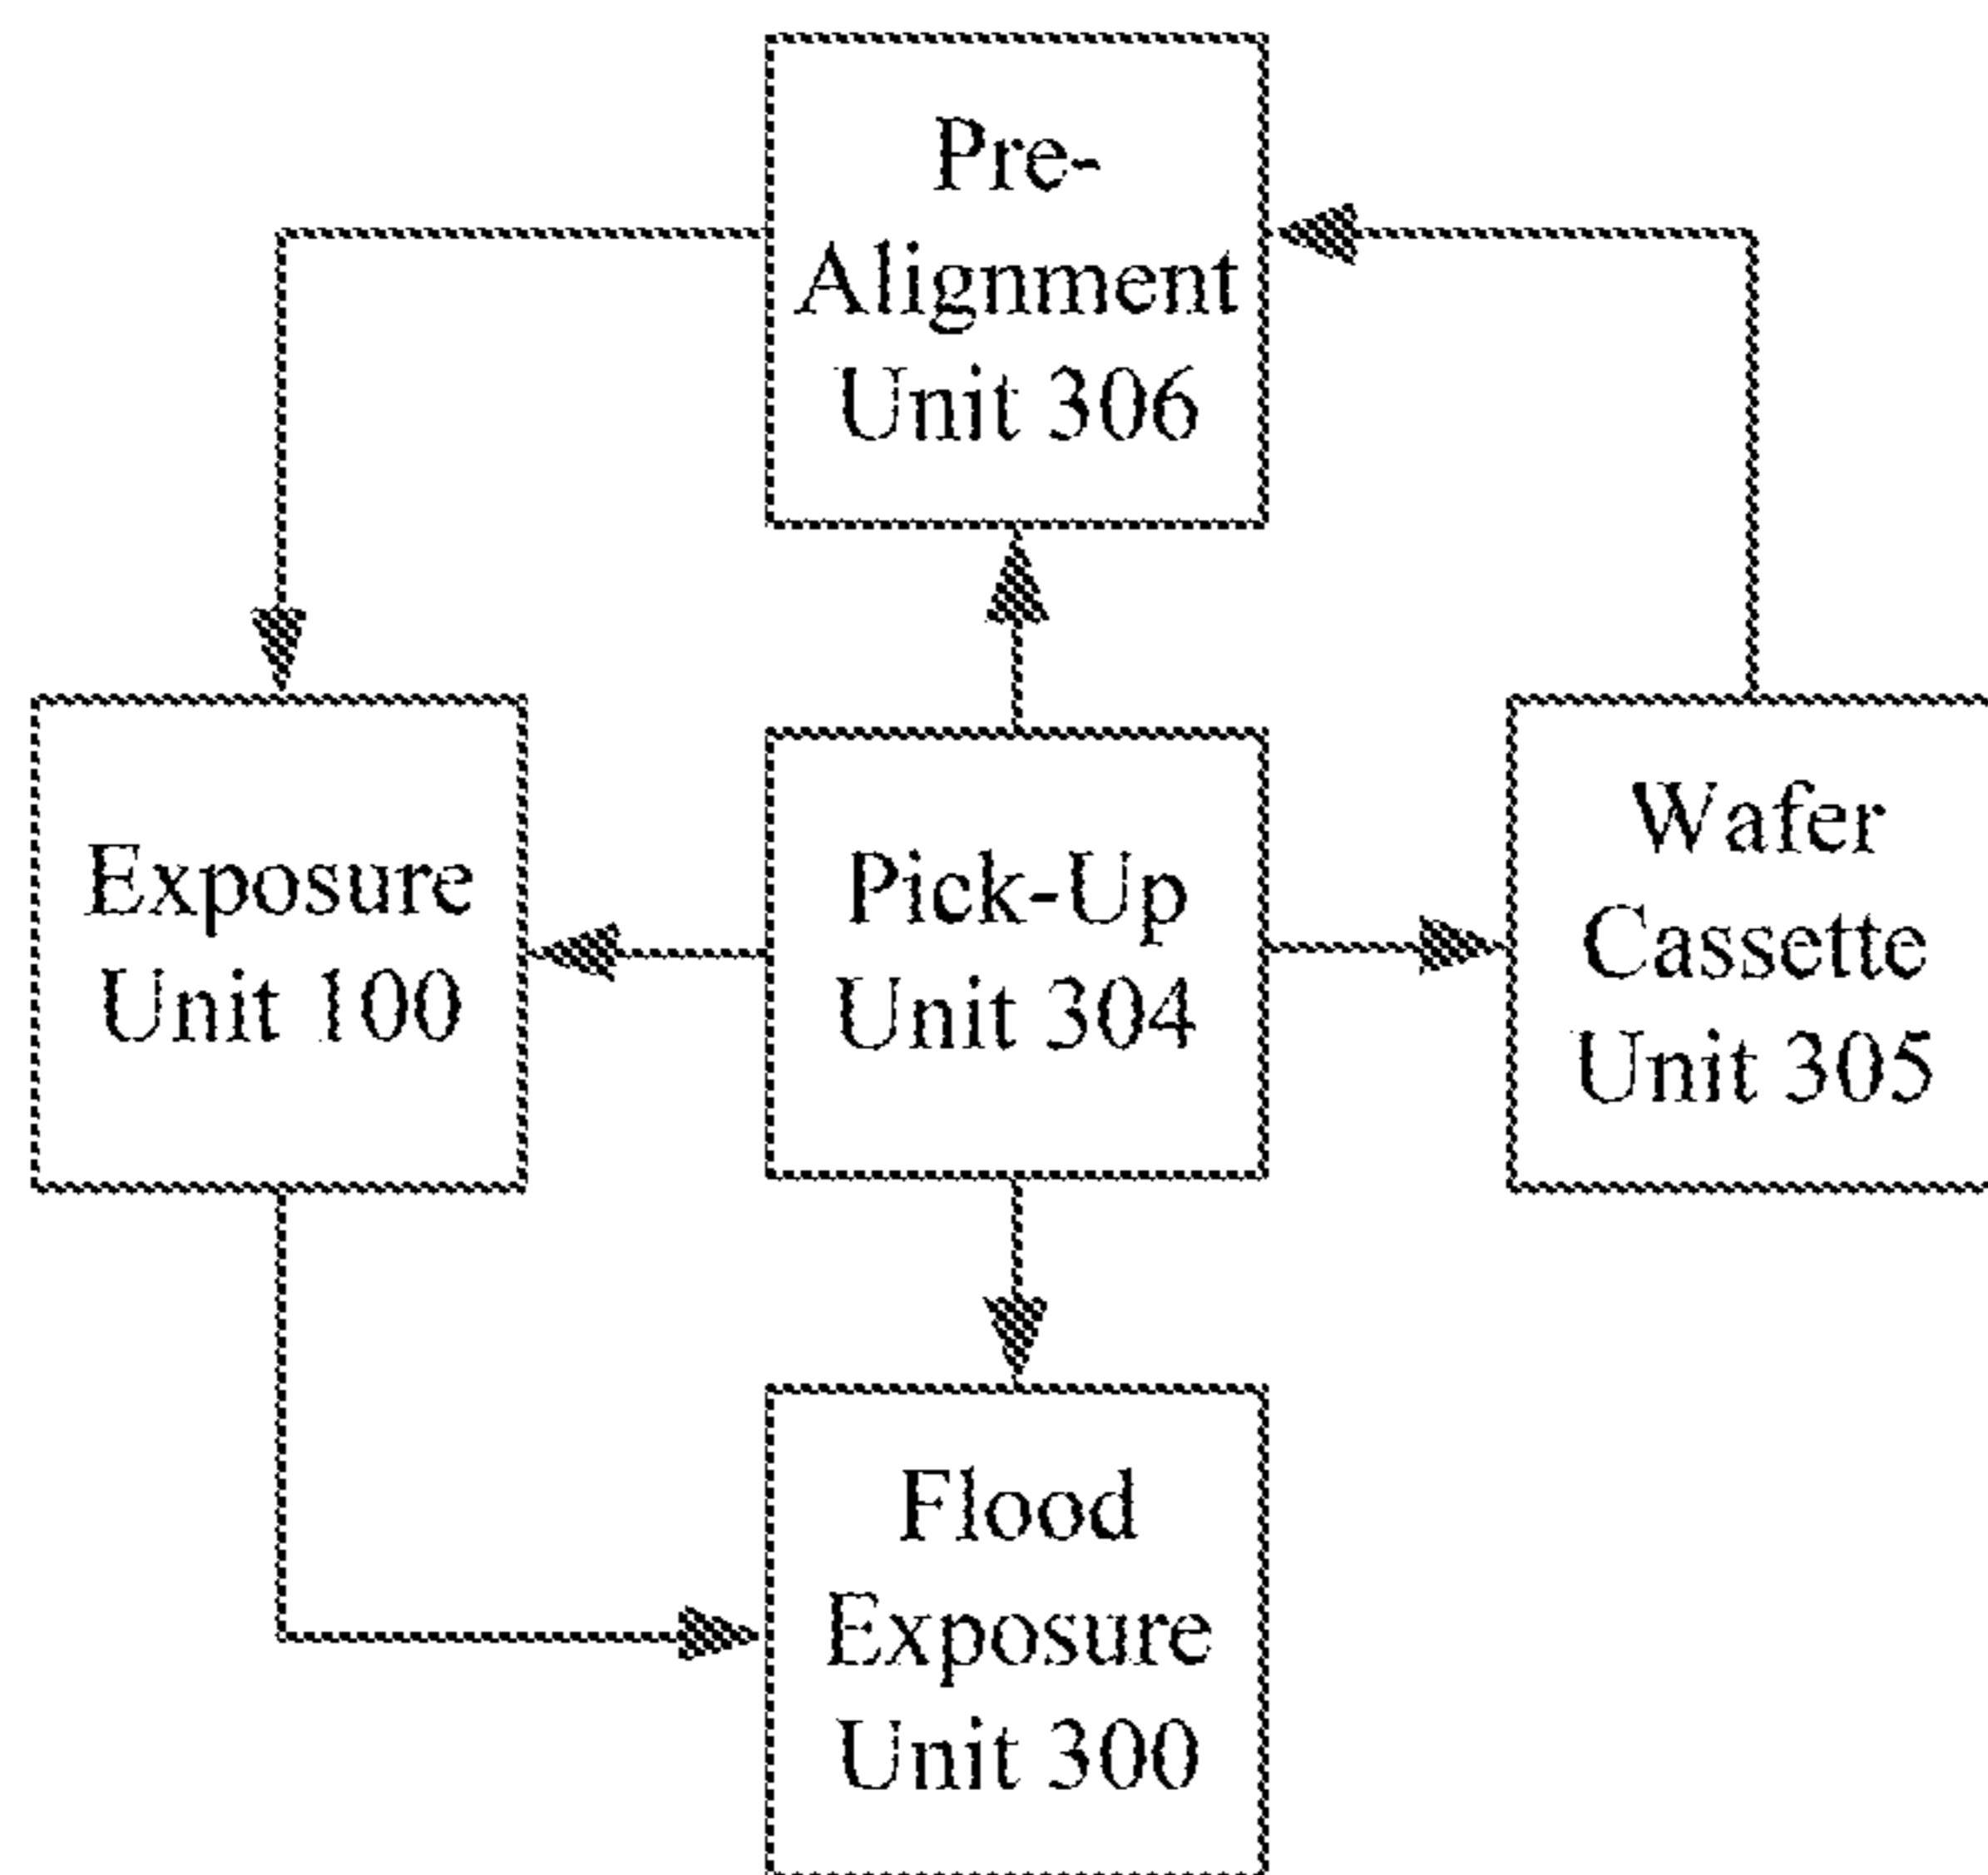 Pre-
Alignment
Unit 306
Exposure
Unit 100
Pick-Up
Unit 304
Wafer
Cassette
Unit 305
Flood
Exposure
Unit 300